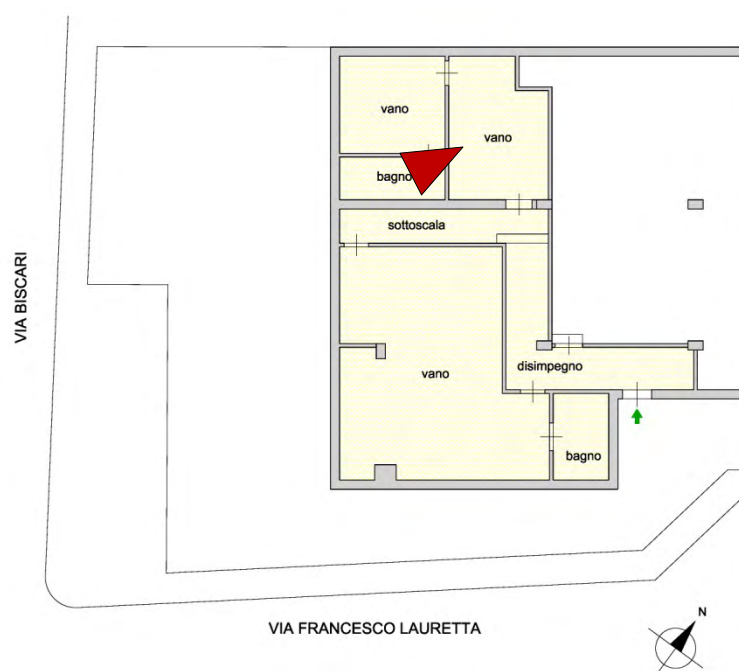 vano
vano
bagno
sottoscala
VIA BISCARI
disimpegno
vano
bagno
VIA FRANCESCO LAURETTA
N